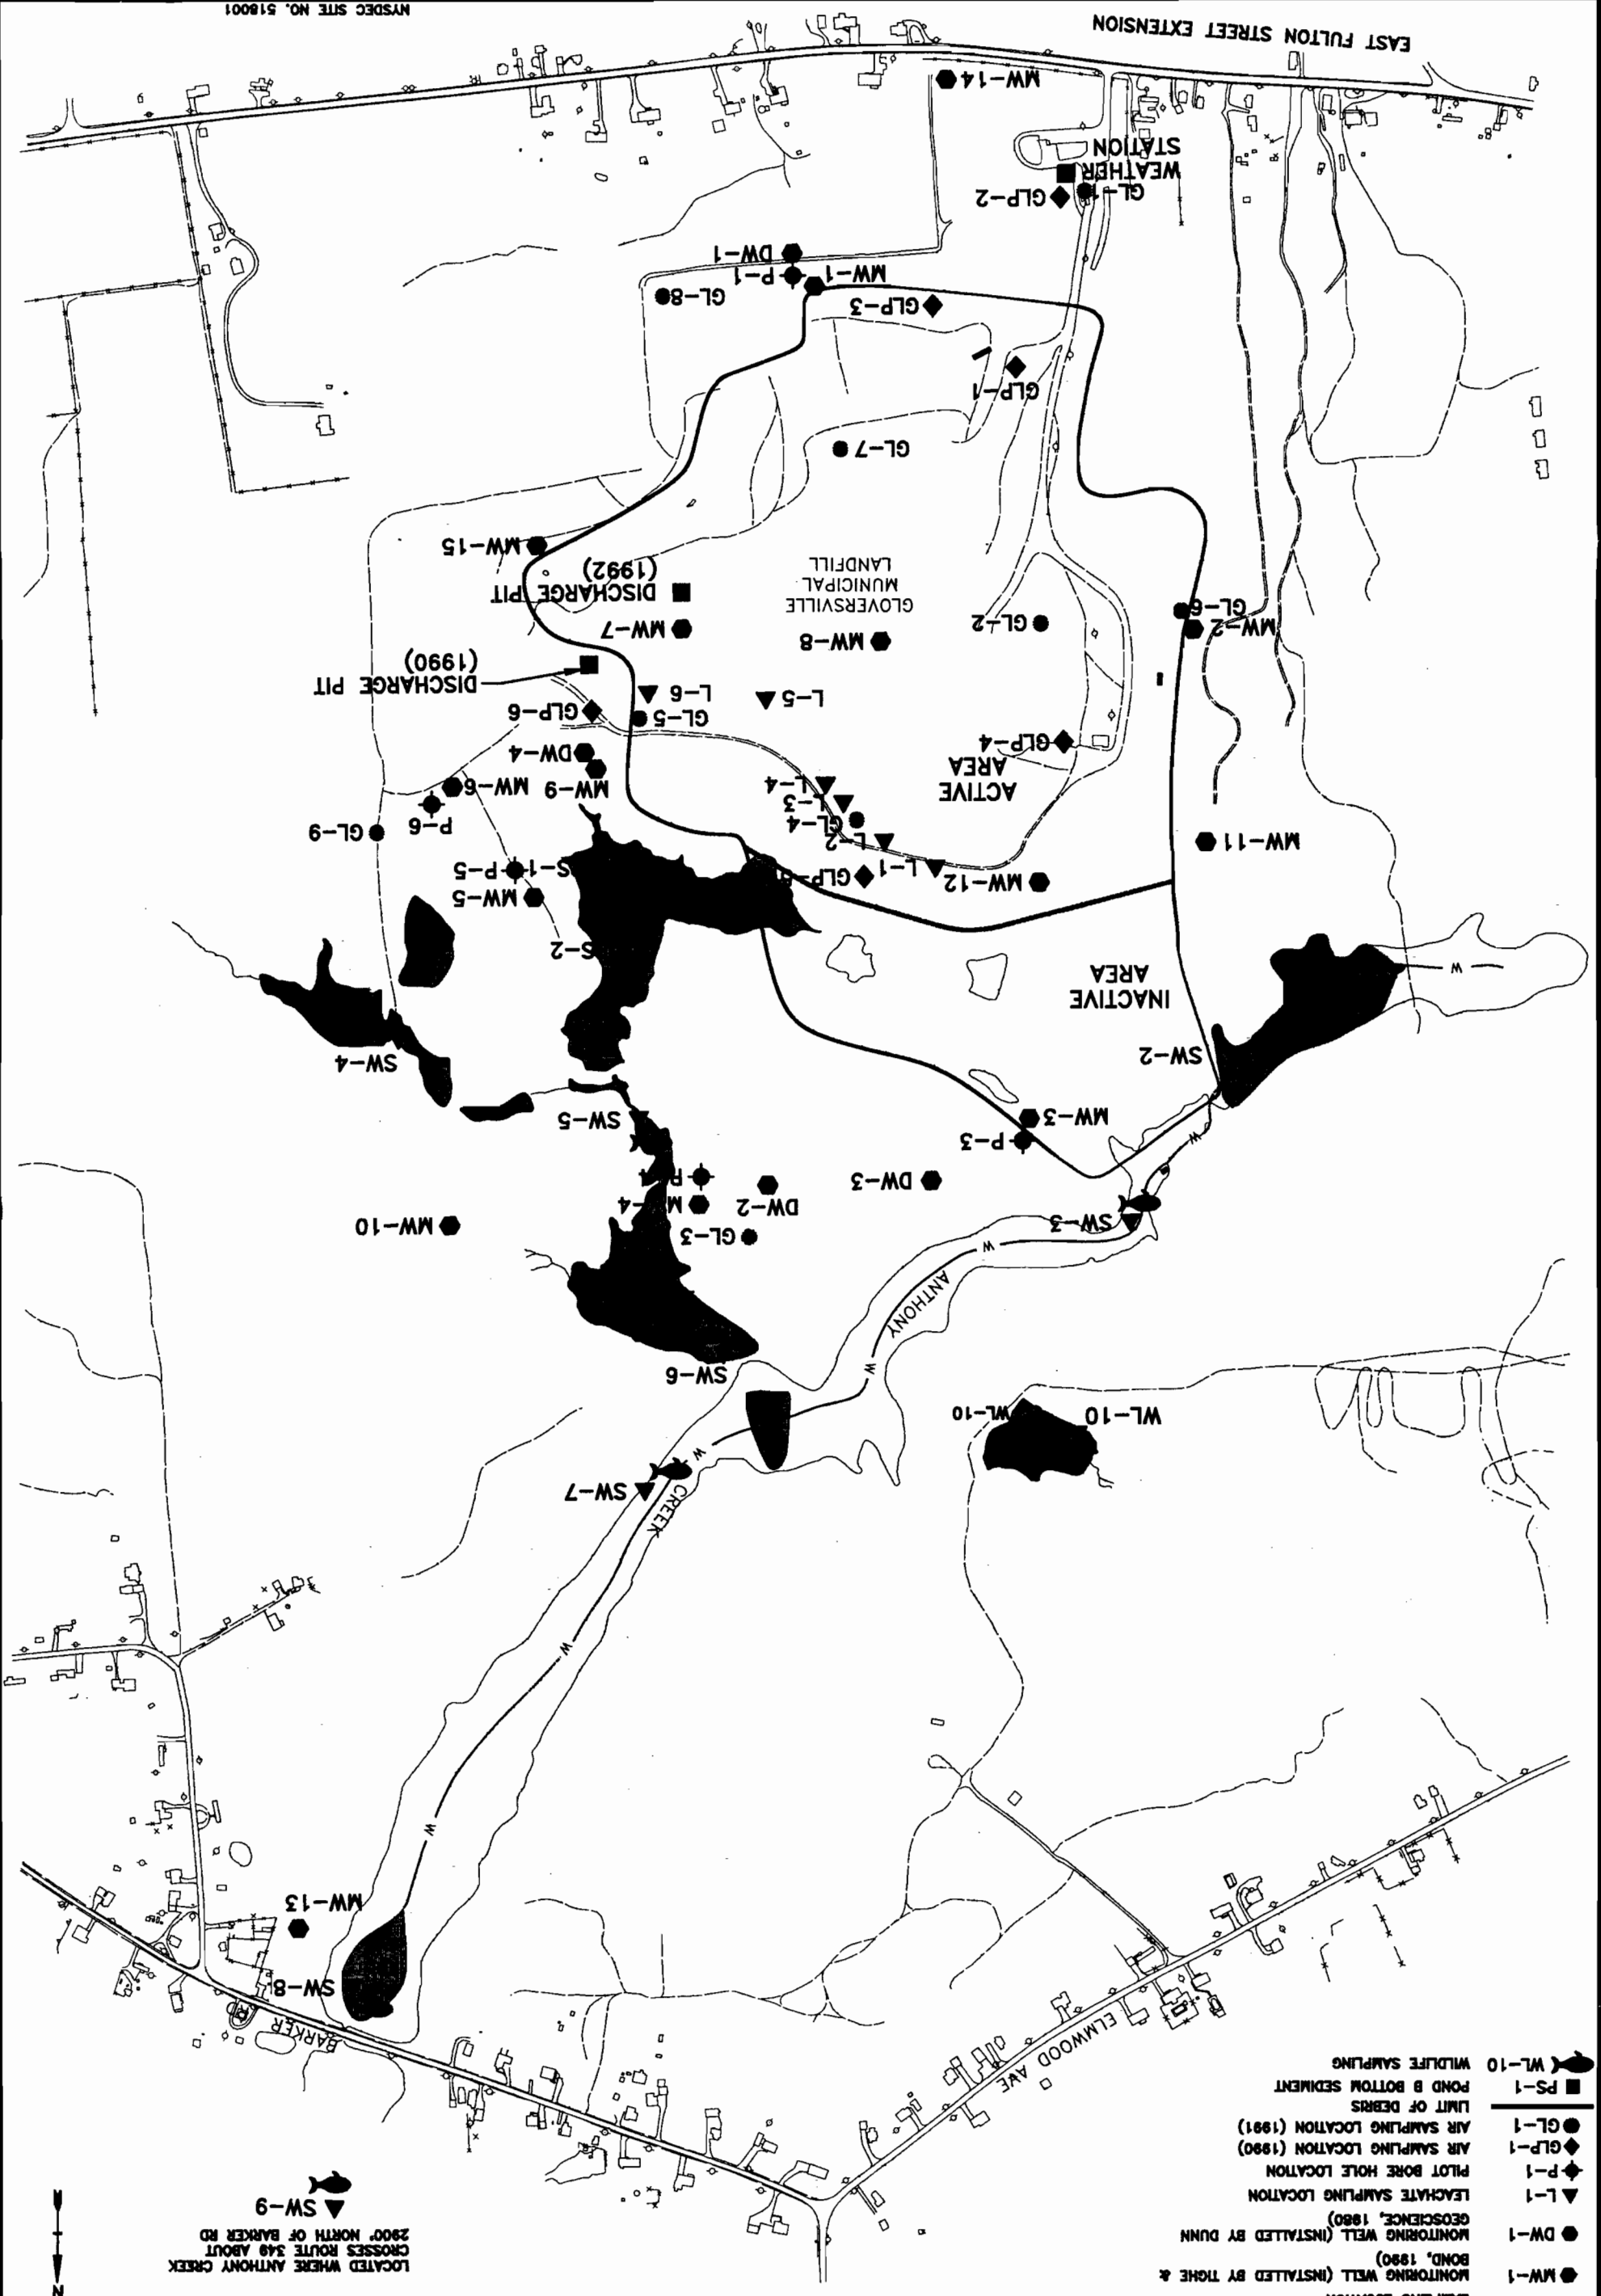 MW-1 MONITORING WELL (INSTALLED BY TIGHE &
BOND, 1990)
DW-1 MONITORING WELL (INSTALLED BY DUNN
GEOSCIENCE, 1980)
L-1 LEACHATE SAMPLING LOCATION
P-1 PILOT BORE HOLE LOCATION
GLP-1 AIR SAMPLING LOCATION (1990)
GL-1 AIR SAMPLING LOCATION (1991)
LIMIT OF DEBRIS
PS-1 POND B BOTTOM SEDIMENT
WL-10 WILDLIFE SAMPLING
N
LOCATED WHERE ANTHONY CREEK
CROSSES ROUTE 349 ABOUT
2900' NORTH OF BARKER RD
SW-9
ELMWOOD AVE
BARKER
SW-8
MW-13
W
W
CREEK
SW-7
W
WL-10
WL-10
SW-6
W
ANTHONY
W
GL-3
MW-10
SW-3
DW-3
DW-2
M
-4
P
4
P-3
MW-3
W
SW-5
SW-2
SW-4
INACTIVE
AREA
W
S-2
MW-12
MW-5
GLP-5
L-1
S-1
P-5
MW-11
L-2
GL-4
GL-9
L-3
P-6
L-4
ACTIVE
AREA
MW-9
MW-6
DW-4
GLP-4
GL-5
GLP-6
L-5
L-6
DISCHARGE PIT
(1990)
MW-8
MW-7
MW-2
GL-6
GL-2
GLOVERSVILLE
MUNICIPAL
LANDFILL
DISCHARGE PIT
(1992)
MW-15
GL-7
GLP-1
GLP-3
GL-8
MW-1
P-1
DW-1
GL-1
GLP-2
WEATHER
STATION
MW-14
EAST FULTON STREET EXTENSION
NYSDEC SITE NO. 518001